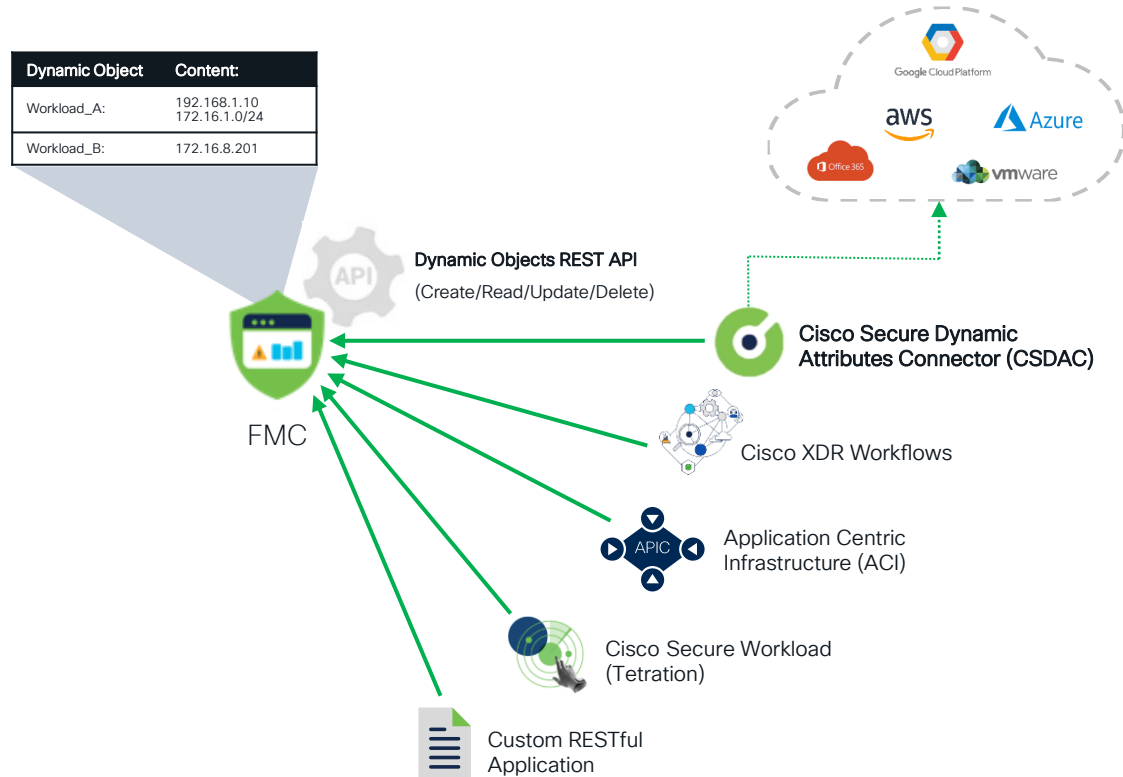 Dynamic Object Content:
Workload_A: 192.168.1.10
172.16.1.0/24
Workload_B: 172.16.8.201
Google Cloud Platform
aws
Azure
Office 365
vmware
API
Dynamic Objects REST API
(Create/Read/Update/Delete)
FMC
Cisco Secure Dynamic
Attributes Connector (CSDAC)
Cisco XDR Workflows
APIC
Application Centric
Infrastructure (ACI)
Cisco Secure Workload
(Tetration)
Custom RESTful
Application